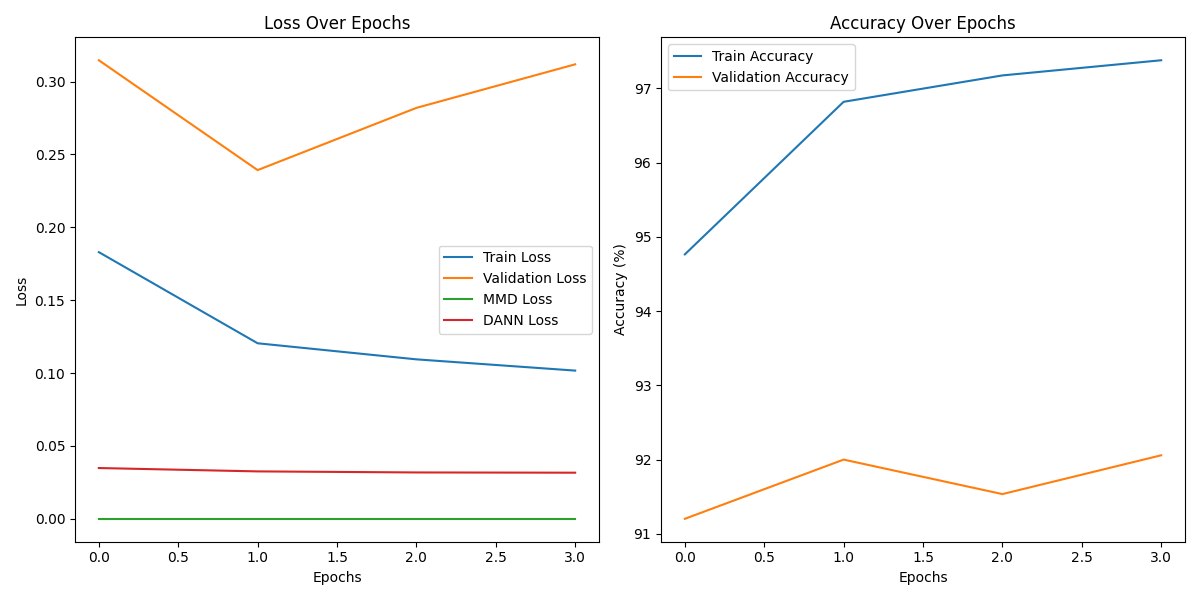 Loss Over Epochs
Loss
0.30
0.25
0.20
0.15
0.10
0.05
0.00
Train Loss
Validation Loss
MMD Loss
DANN Loss
0.0 0.5 1.0 1.5 2.0 2.5 3.0
Epochs
Accuracy Over Epochs
Accuracy (%)
Train Accuracy
Validation Accuracy
97
96
95
94
93
92
91
0.0 0.5 1.0 1.5 2.0 2.5 3.0
Epochs